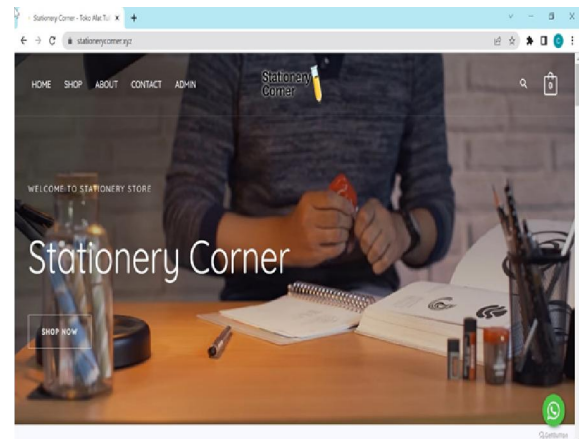 Stationery Corner - Toko Alat Tul
stationerycorner.xyz
HOME SHOP ABOUT CONTACT ADMIN
Stationery
Corner
0
WELCOME TO STATIONERY STORE
Stationery Corner
SHOP NOW